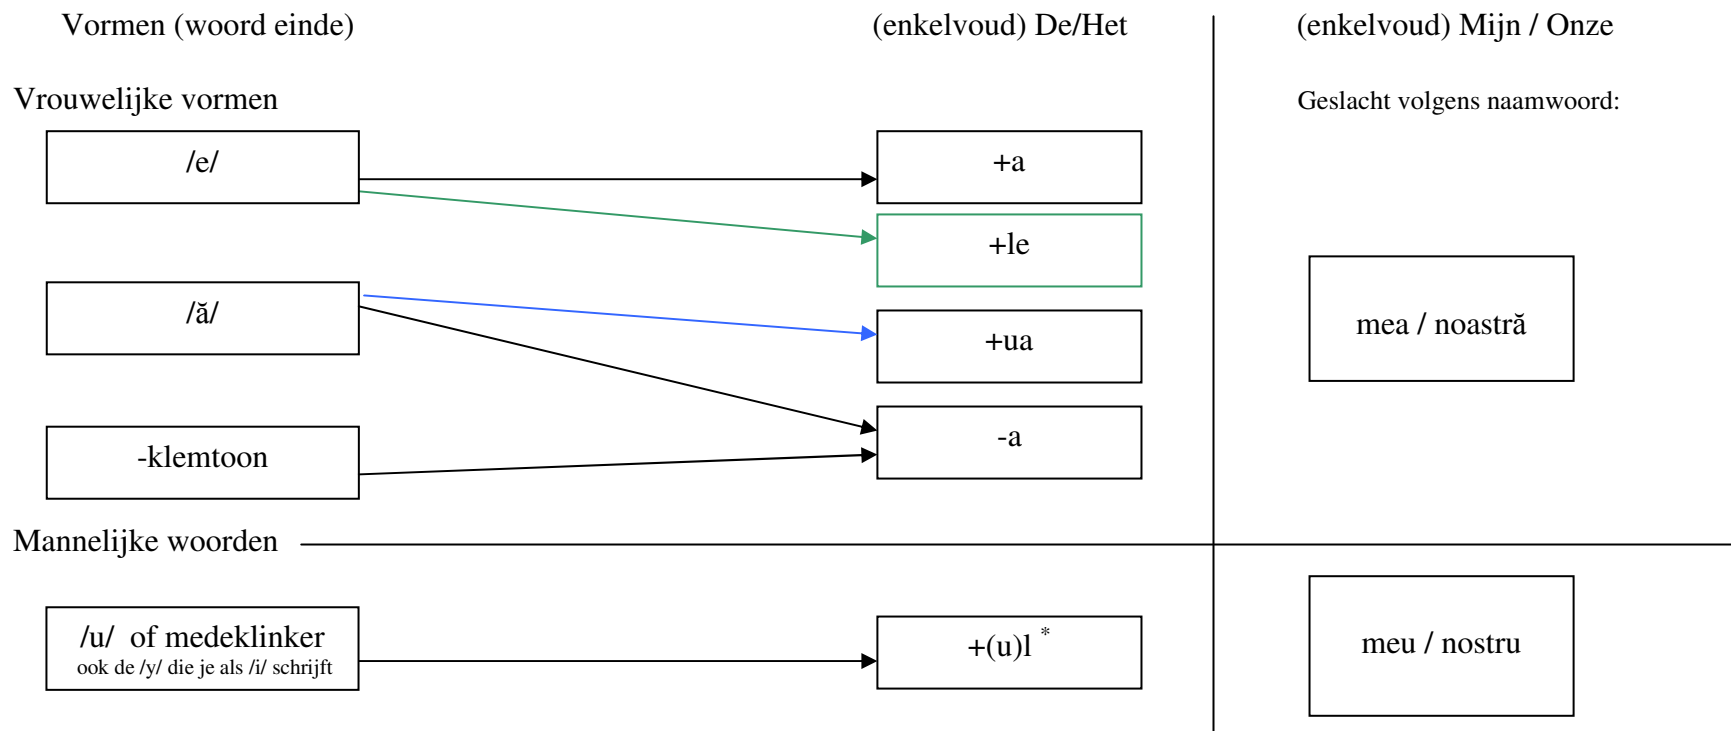 Vormen (woord einde)
(enkelvoud) De/Het
(enkelvoud) Mijn / Onze
Vrouwelijke vormen
Geslacht volgens naamwoord:
/e/
+a
+le
/ă/
+ua
mea / noastră
-a
-klemtoon
Mannelijke woorden
/u/ of medeklinker
ook de /y/ die je als /i/ schrijft
+(u)l *
meu / nostru